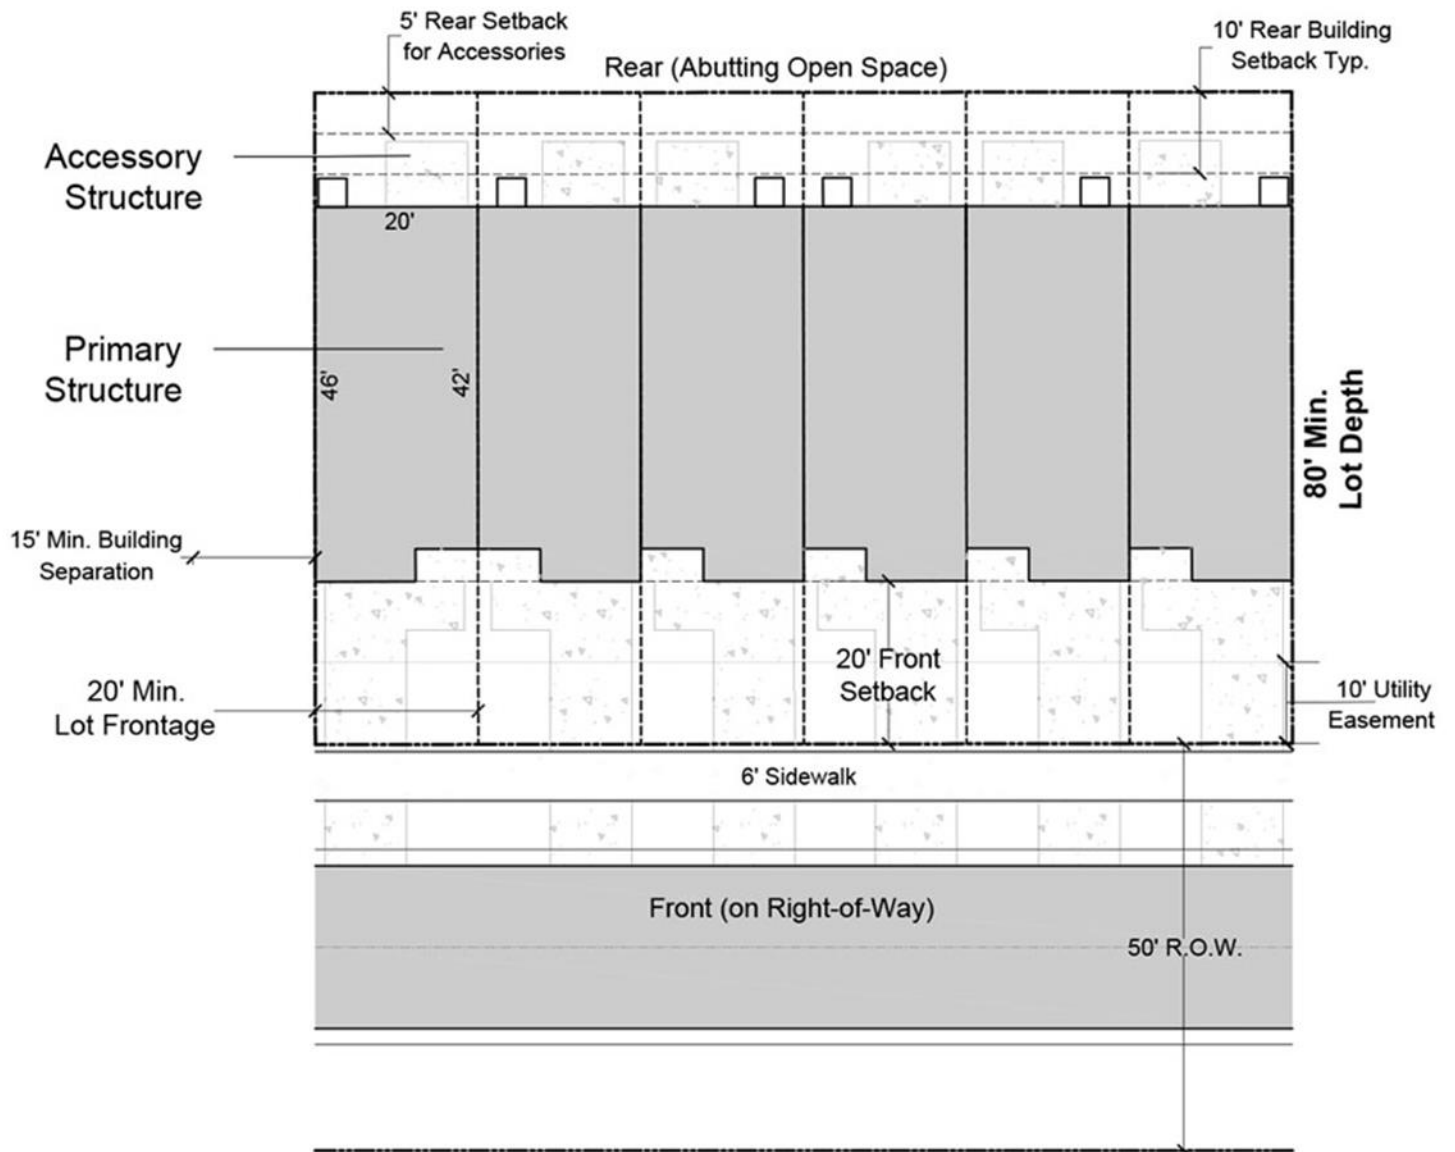 5' Rear Setback
for Accessories
10' Rear Building
Setback Typ.
Rear (Abutting Open Space)
Accessory
Structure
20'
Primary
Structure
46'
42'
80' Min.
Lot Depth
15' Min. Building
Separation
20' Front
Setback
20' Min.
Lot Frontage
10' Utility
Easement
6' Sidewalk
Front (on Right-of-Way)
50' R.O.W.